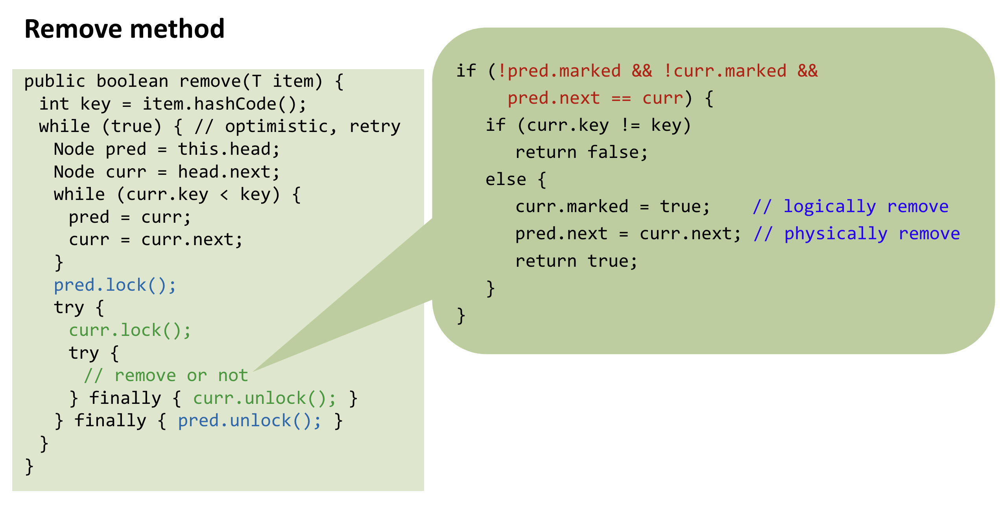 Remove method
public boolean remove(T item) {
int key = item.hashCode();
while (true) { // optimistic, retry
Node pred = this.head;
Node curr = head.next;
while (curr.key < key) {
pred = curr;
curr = curr.next;
}
pred.lock();
try {
curr.lock();
try {
// remove or not
} finally { curr.unlock(); }
} finally { pred.unlock(); }
}
}
if (!pred.marked && !curr.marked &&
pred.next == curr) {
if (curr.key != key)
return false;
else {
curr.marked = true; // logically remove
pred.next = curr.next; // physically remove
return true;
}
}